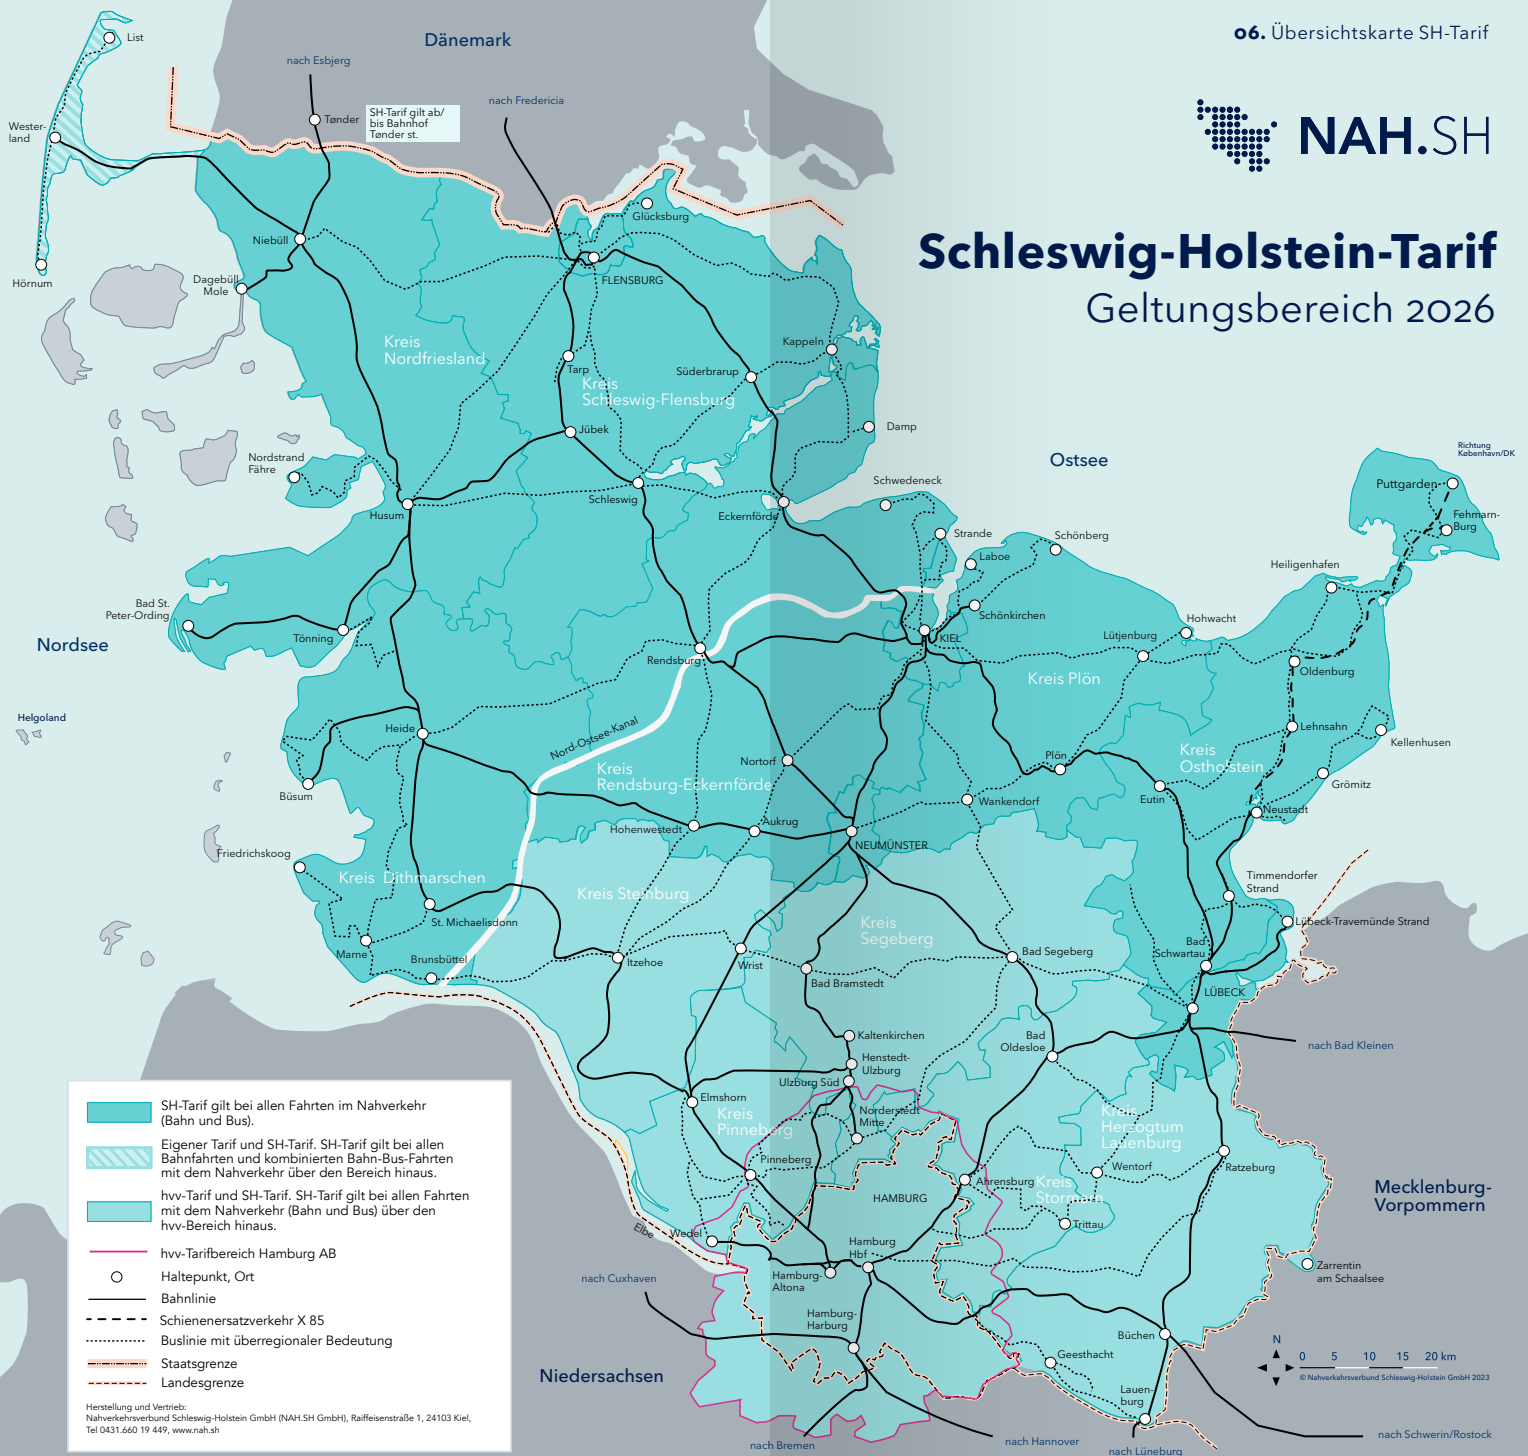 06. Übersichtskarte SH-Tarif
NAH.SH
Schleswig-Holstein-Tarif
Geltungsbereich 2026
Dänemark
nach Esbjerg
nach Fredericia
List
Wester-
land
Hörnum
Tønder
SH-Tarif gilt ab/
bis Bahnhof
Tønder st.
Glücksburg
Niebüll
FLENSBURG
Dagebüll
Mole
Kreis
Nordfriesland
Kappeln
Tarp
Süderbrarup
Kreis
Schleswig-Flensburg
Jübek
Damp
Ostsee
Richtung
København/DK
Nordstrand
Fähre
Schleswig
Husum
Eckernförde
Schwedeneck
Puttgarden
Fehmarn-
Burg
Strande
Schönberg
Laboe
Heiligenhafen
Bad St.
Peter-Ording
Schönkirchen
Hohwacht
Nordsee
Tönning
KIEL
Lütjenburg
Rendsburg
Oldenburg
Kreis Plön
Helgoland
Heide
Nord-Ostsee-Kanal
Lehnsahn
Kellenhusen
Kreis
Ostholstein
Plön
Nortorf
Kreis
Rendsburg-Eckernförde
Grömitz
Büsum
Eutin
Wankendorf
Neustadt
Hohenwestedt
Aukrug
NEUMÜNSTER
Friedrichskoog
Kreis Dithmarschen
Kreis Steinburg
Timmendorfer
Strand
St. Michaelisdonn
Kreis
Segeberg
Lübeck-Travemünde Strand
Marne
Brunsbüttel
Itzehoe
Wrist
Bad Segeberg
Bad
Schwartau
Bad Bramstedt
LÜBECK
Kaltenkirchen
Bad
Oldesloe
nach Bad Kleinen
Henstedt-
Ulzburg
Ulzburg Süd
Elmshorn
Kreis
Pinneberg
Norderstedt
Mitte
Kreis
Herzogtum
Lauenburg
Pinneberg
Wentorf
Ratzeburg
Ahrensburg
Kreis
Stormarn
HAMBURG
Mecklenburg-
Vorpommern
Trittau
Elbe
Wedel
Hamburg
Hbf
Zarrentin
am Schaalsee
Hamburg-
Altona
nach Cuxhaven
Hamburg-
Harburg
Büchen
Geesthacht
Niedersachsen
Lauen-
burg
nach Bremen
nach Hannover
nach Lüneburg
nach Schwerin/Rostock
N
0 5 10 15 20 km
© Nahverkehrsverbund Schleswig-Holstein GmbH 2023
SH-Tarif gilt bei allen Fahrten im Nahverkehr
(Bahn und Bus).
Eigener Tarif und SH-Tarif. SH-Tarif gilt bei allen
Bahnfahrten und kombinierten Bahn-Bus-Fahrten
mit dem Nahverkehr über den Bereich hinaus.
hvv-Tarif und SH-Tarif. SH-Tarif gilt bei allen Fahrten
mit dem Nahverkehr (Bahn und Bus) über den
hvv-Bereich hinaus.
hvv-Tarifbereich Hamburg AB
Haltepunkt, Ort
Bahnlinie
Schienenersatzverkehr X 85
Buslinie mit überregionaler Bedeutung
Staatsgrenze
Landesgrenze
Herstellung und Vertrieb:
Nahverkehrsverbund Schleswig-Holstein GmbH (NAH.SH GmbH), Raiffeisenstraße 1, 24103 Kiel,
Tel 0431.660 19 449, www.nah.sh